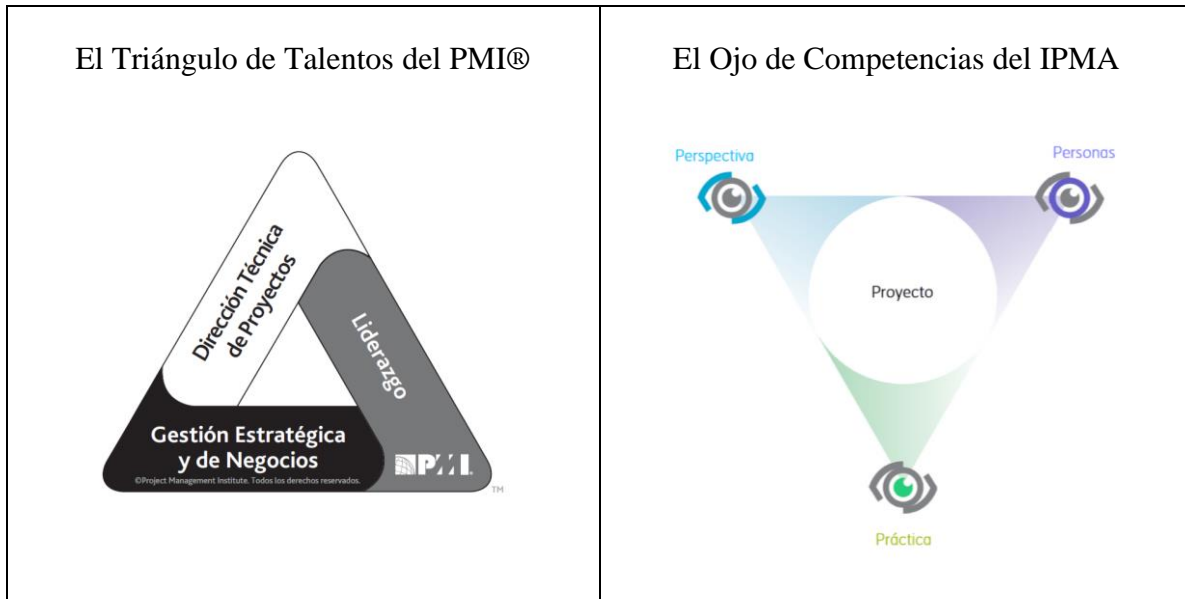 El Triángulo de Talentos del PMI®
Dirección Técnica
de Proyectos
Liderazgo
Gestión Estratégica
y de Negocios
PMI
©Project Management Institute. Todos los derechos reservados.
TM
El Ojo de Competencias del IPMA
Perspectiva
Personas
Proyecto
Práctica